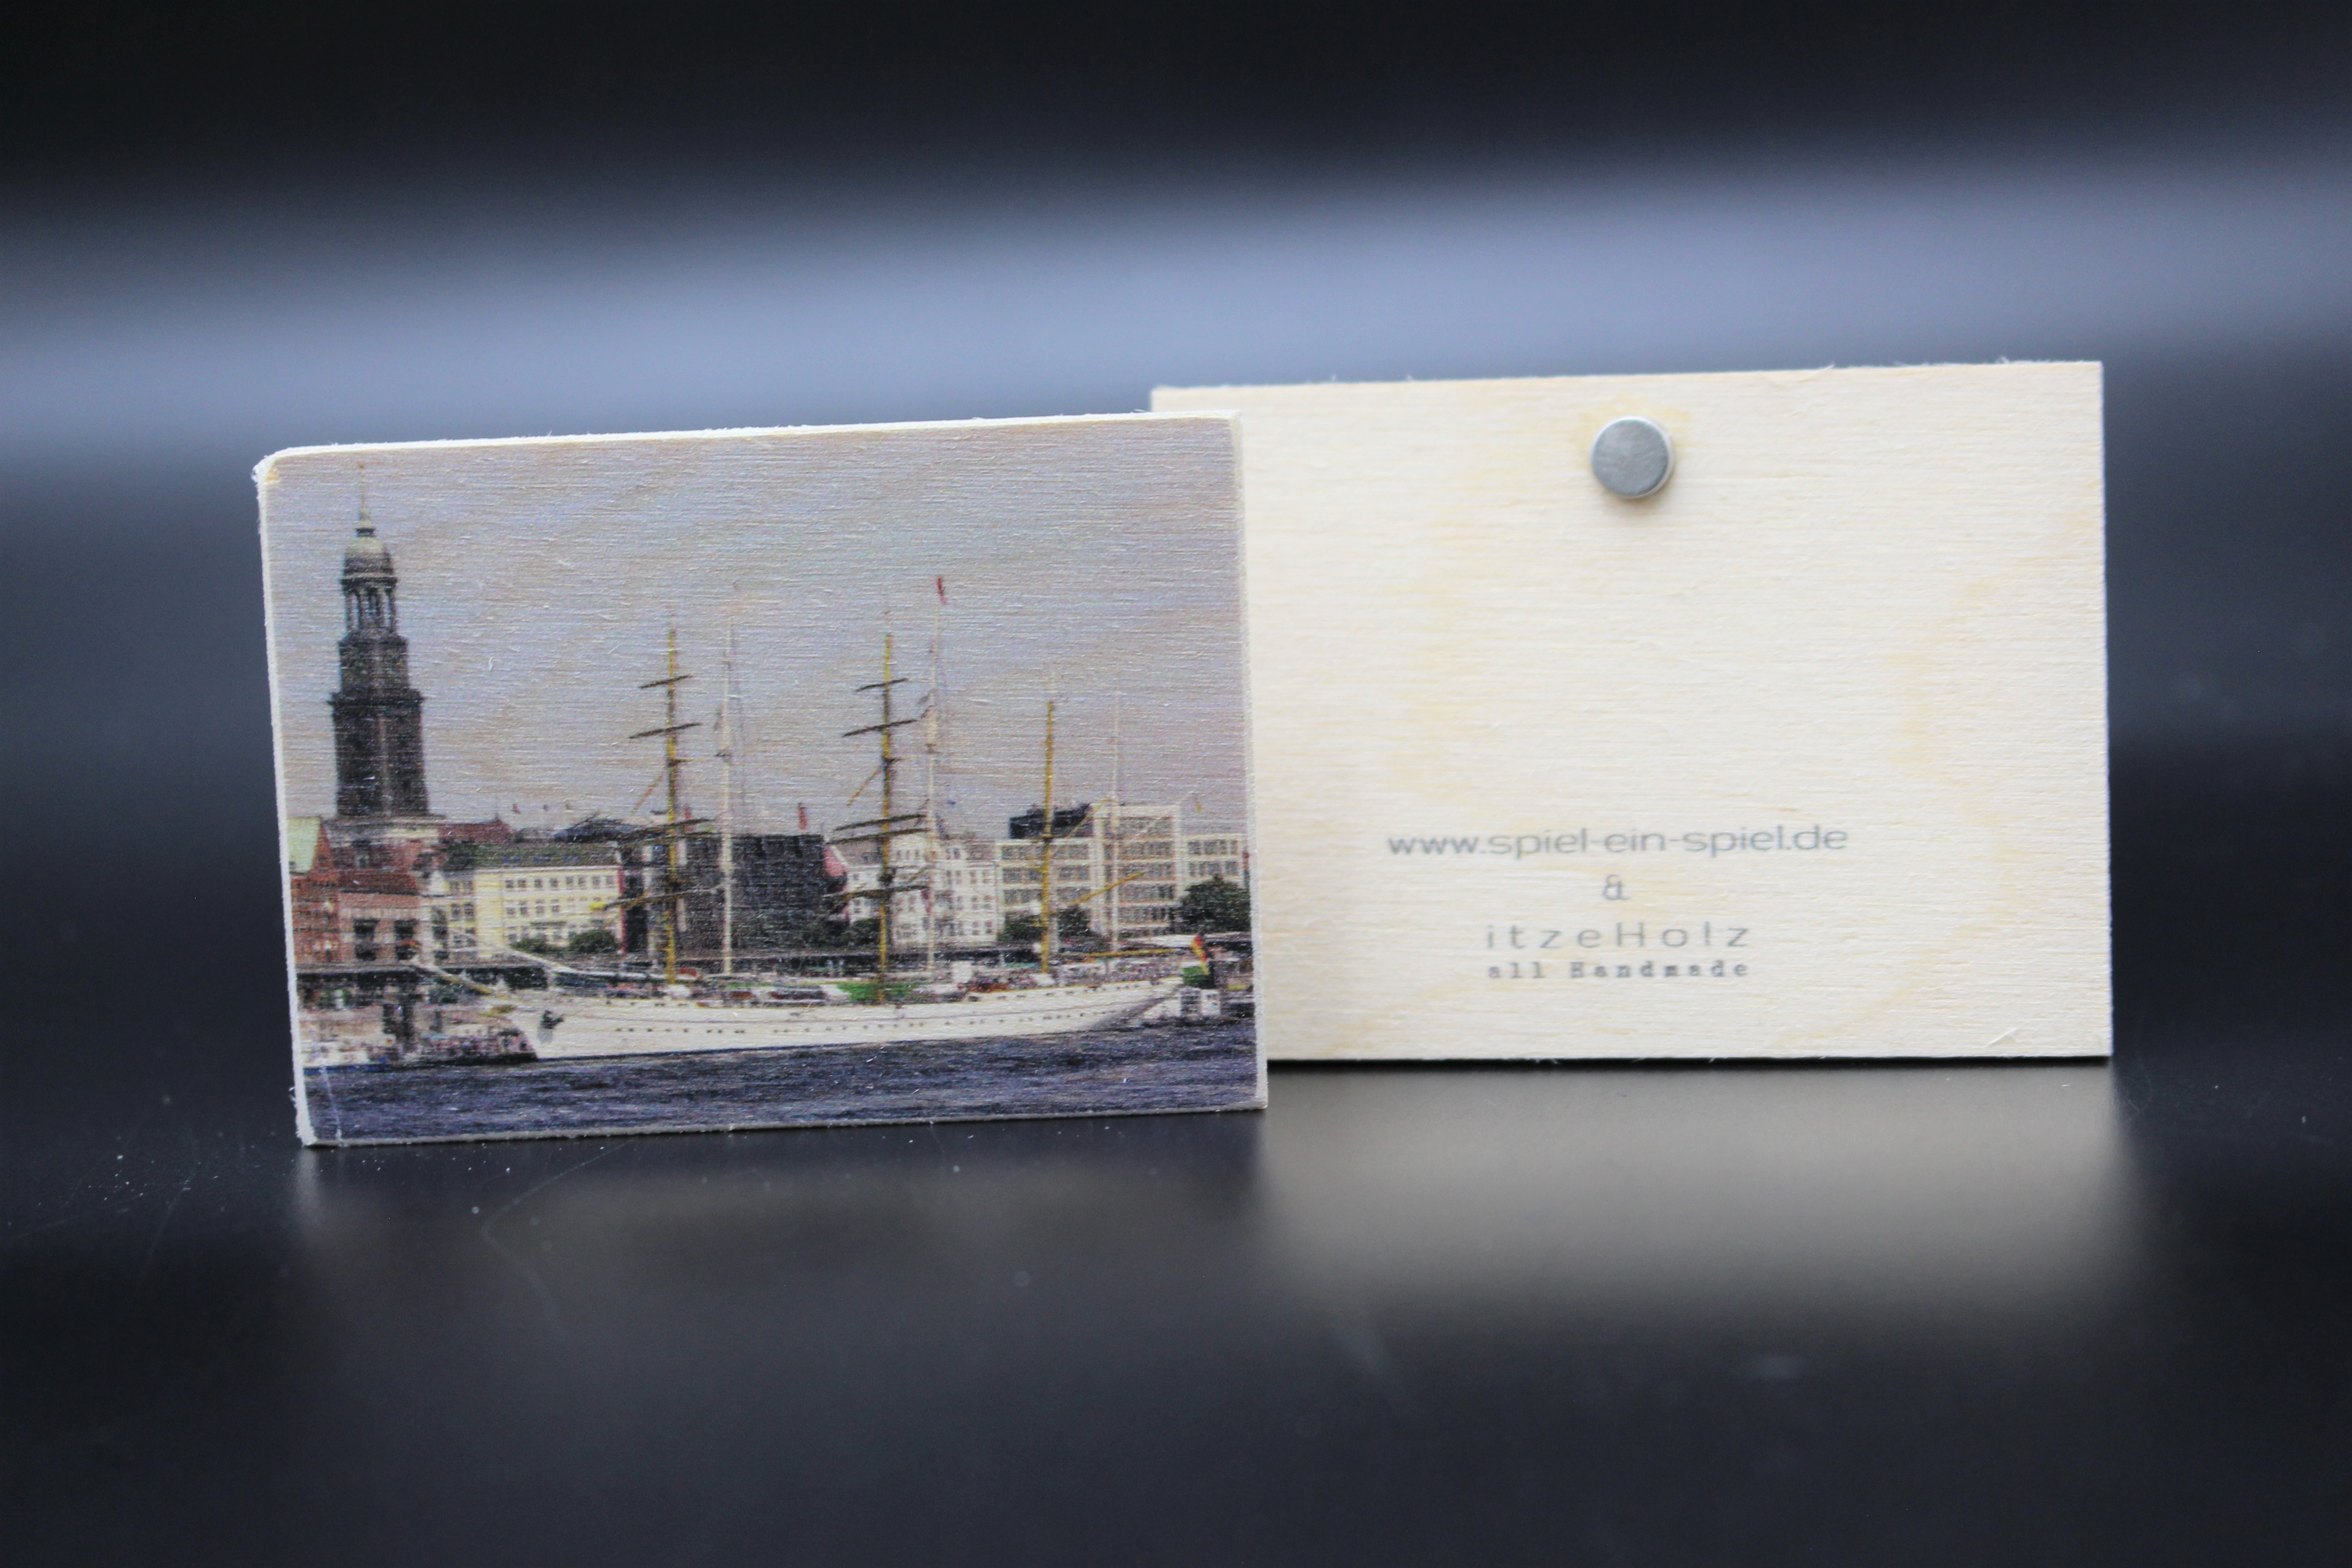 www.spiel-ein-spiel.de
&
itzeHolz
all Handmade